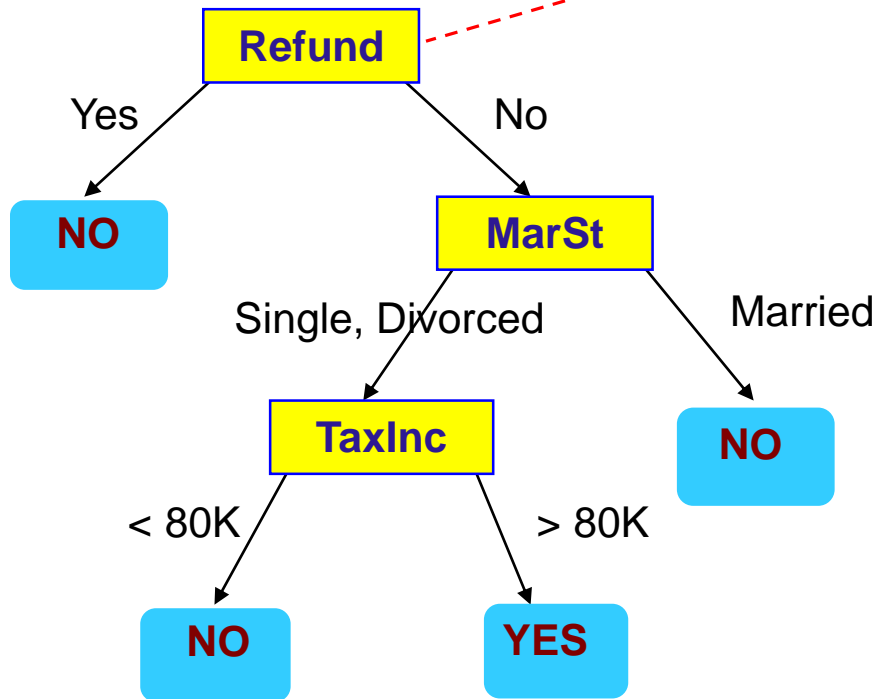 Refund
Yes
No
NO
MarSt
Single, Divorced
Married
TaxInc
NO
< 80K
> 80K
NO
YES